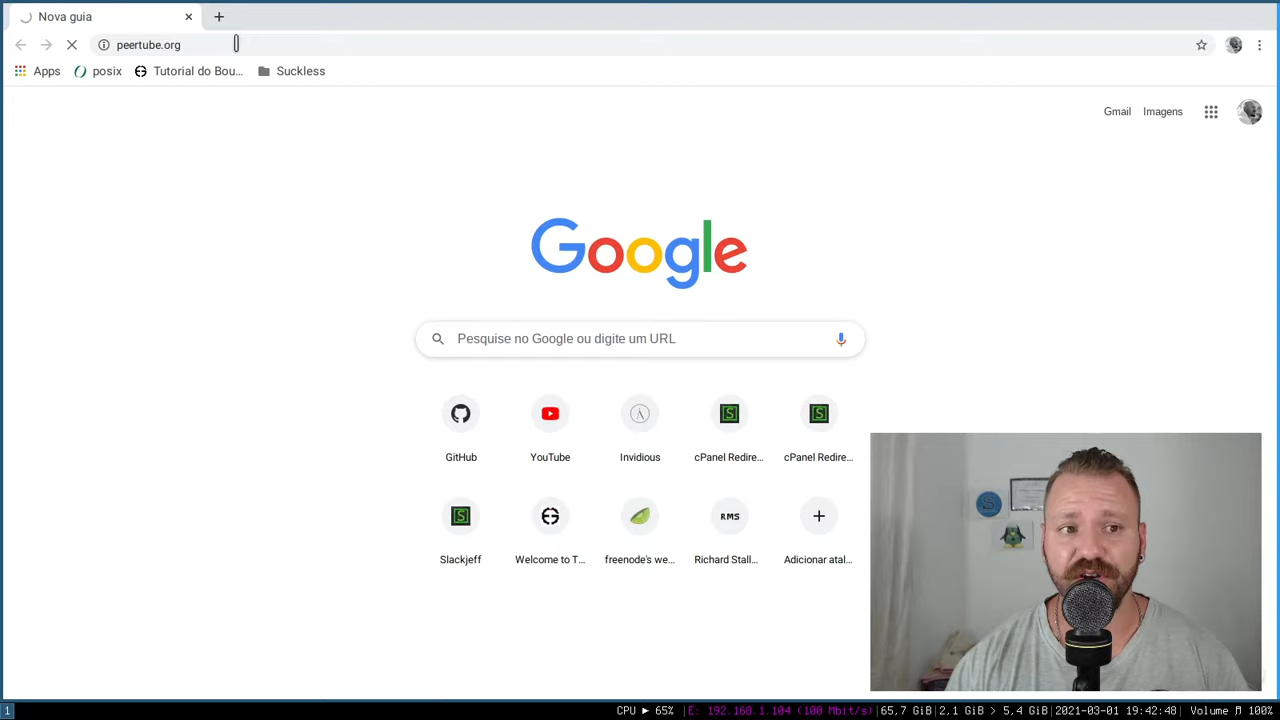 Nova guia
peertube.org
Apps posix Tutorial do Bou... Suckless
Gmail Imagens
Google
Pesquise no Google ou digite um URL
GitHub YouTube Invidious cPanel Redire... cPanel Redire...
RMS
Slackjeff Welcome to T... freenode's we... Richard Stall... Adicionar atal...
1 CPU ► 65% |E: 192.168.1.104 (100 Mbit/s)|65,7 GiB|2,1 GiB > 5,4 GiB|2021-03-01 19:42:48| Volume ♬ 100%